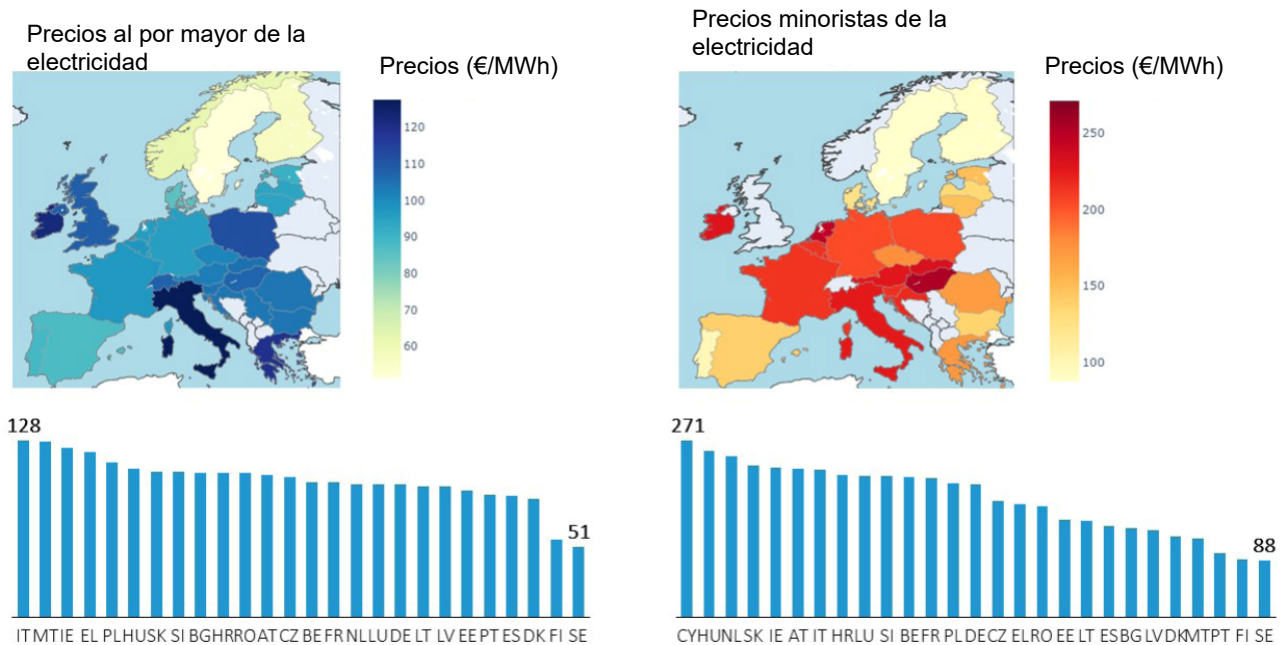 Precios al por mayor de la
electricidad
Precios (€/MWh)
120
110
100
90
80
70
60
128
51
IT MT IE EL PL HU SK SI BG HR RO AT CZ BE FR NL LU DE LT LV EE PT ES DK FI SE
Precios minoristas de la
electricidad
Precios (€/MWh)
250
200
150
100
271
88
CY HU NL SK IE AT IT HR LU SI BE FR PL DE CZ EL RO EE LT ES BG LV DK MT PT FI SE